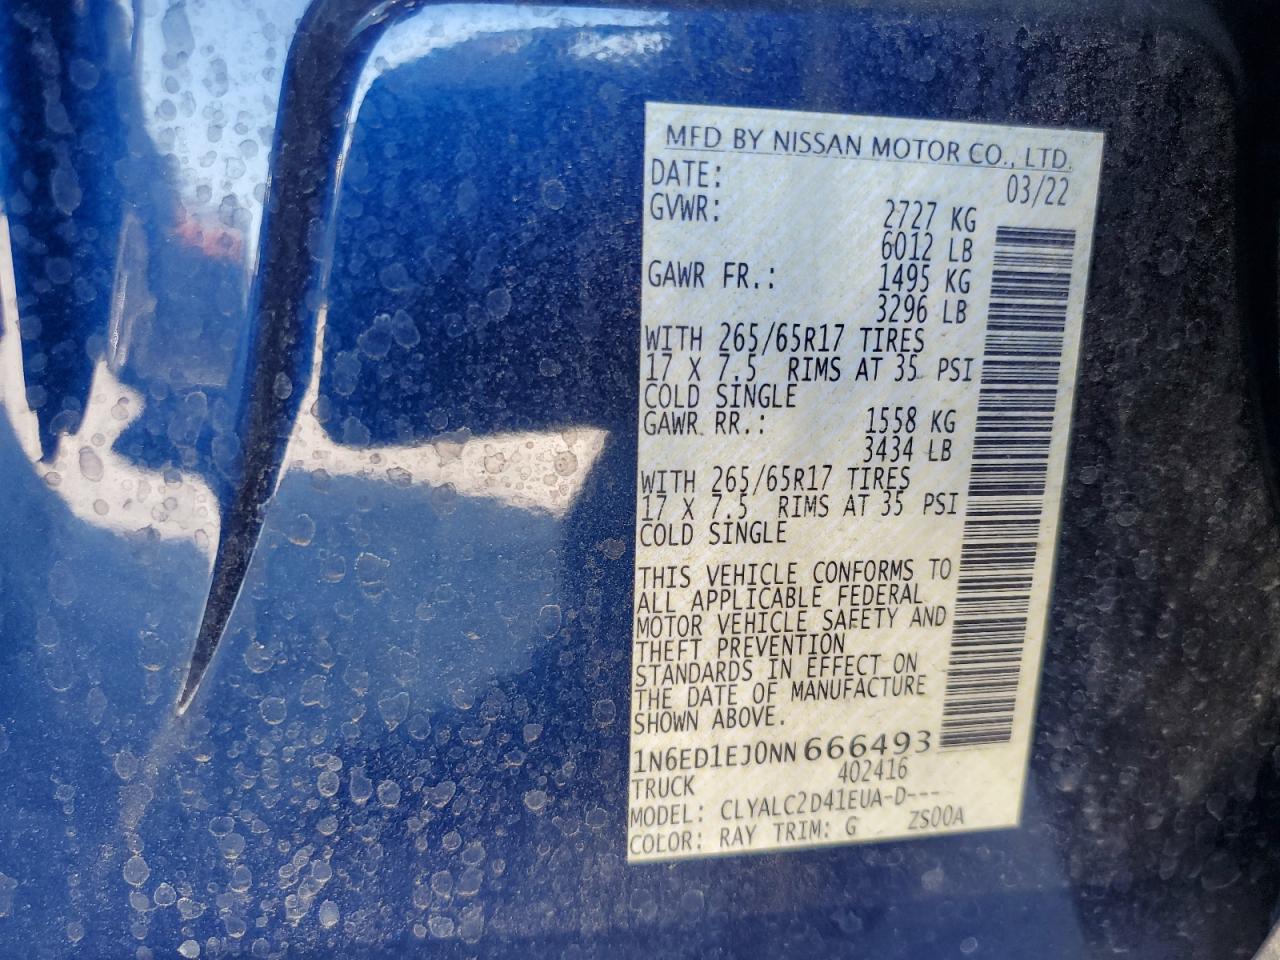 MFD BY NISSAN MOTOR CO., LTD.
DATE: 03/22
GVWR: 2727 KG
6012 LB
GAWR FR.: 1495 KG
3296 LB
WITH 265/65R17 TIRES
17 X 7.5 RIMS AT 35 PSI
COLD SINGLE
GAWR RR.: 1558 KG
3434 LB
WITH 265/65R17 TIRES
17 X 7.5 RIMS AT 35 PSI
COLD SINGLE
THIS VEHICLE CONFORMS TO
ALL APPLICABLE FEDERAL
MOTOR VEHICLE SAFETY AND
THEFT PREVENTION
STANDARDS IN EFFECT ON
THE DATE OF MANUFACTURE
SHOWN ABOVE.
1N6ED1EJ0NN666493
TRUCK 402416
MODEL: CLYALC2D41EUA-D----
COLOR: RAY TRIM: G ZS00A